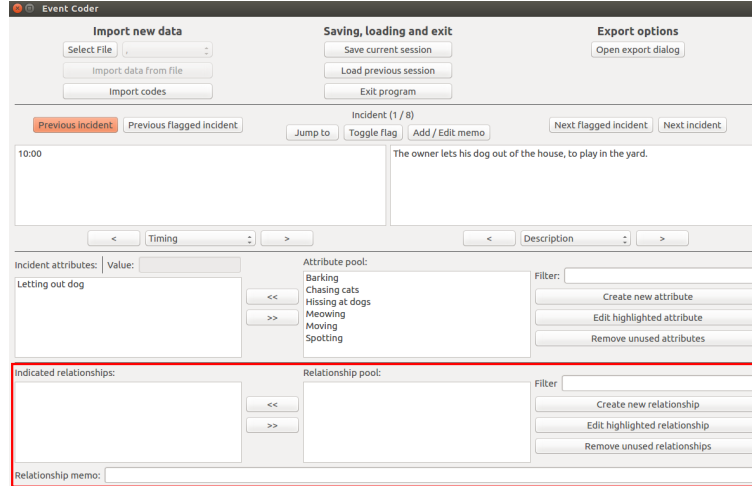 Event Coder
Import new data
Saving, loading and exit
Export options
Select File
.
Save current session
Open export dialog
Import data from file
Load previous session
Import codes
Exit program
Incident (1 / 8)
Previous incident
Previous flagged incident
Jump to
Toggle flag
Add / Edit memo
Next flagged incident
Next incident
10:00
The owner lets his dog out of the house, to play in the yard.
<
Timing
>
<
Description
>
Incident attributes:
Value:
Attribute pool:
Filter:
Letting out dog
<<
>>
Barking
Chasing cats
Hissing at dogs
Meowing
Moving
Spotting
Create new attribute
Edit highlighted attribute
Remove unused attributes
Indicated relationships:
Relationship pool:
Filter
<<
>>
Create new relationship
Edit highlighted relationship
Remove unused relationships
Relationship memo: